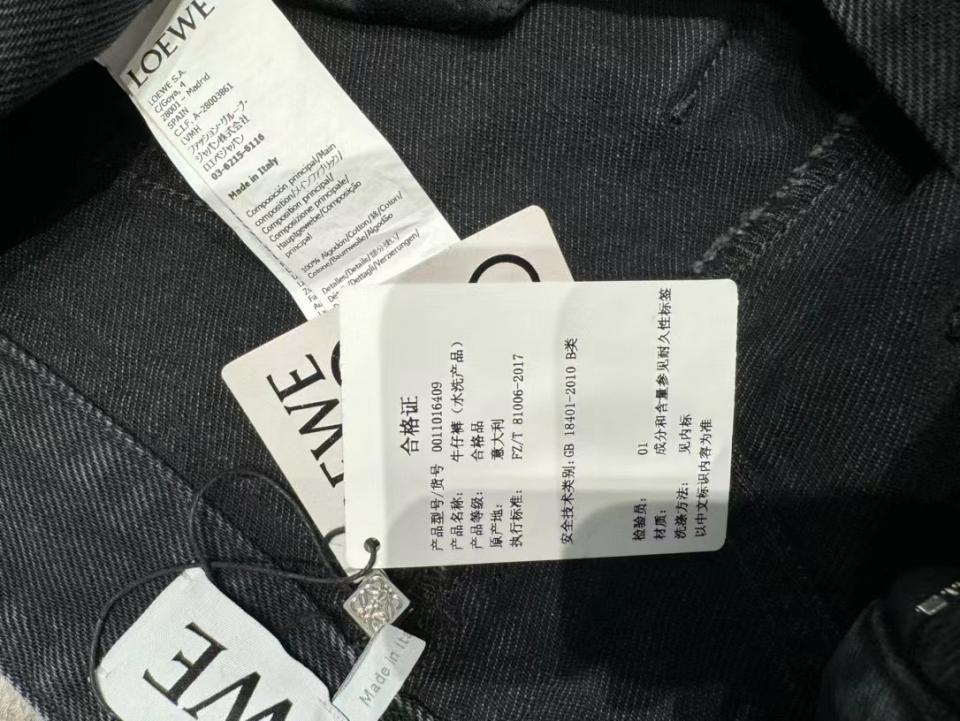 LOEWE
LOEWE S.A.
C/Goya, 4
28001 - Madrid
SPAIN
C.I.F. A-28003861
LVMH
ファッション・グループ・
ジャパン株式会社
ロエベジャパン
03-6215-6116
Made in Italy
Composición principal/Main
composition/メインファブリック/
Composition principale/
Composizione principale/
Hauptgewebe/Composição
principal
100% Algodón/Cotton/綿/Coton/
Cotone/Baumwolle/Algodão
Detalles/Details/部分使い/
Dettagli/Verzierungen/
EWE
合格证
产品型号/货号 0011016409
产品名称: 牛仔裤（水洗产品）
产品等级: 合格品
原产地: 意大利
执行标准: FZ/T 81006-2017
安全技术类别:GB 18401-2010 B类
检验员: 01
材质: 成分和含量参见耐久性标签
洗涤方法: 见内标
以中文标识内容为准
WE
Made in Ita